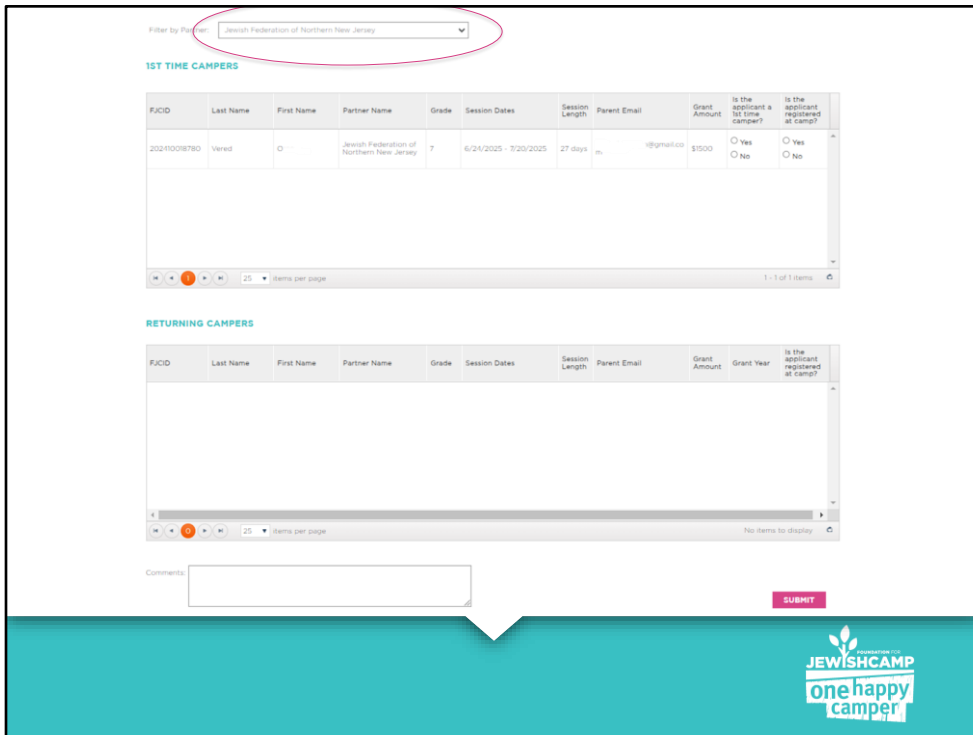 Filter by Partner: Jewish Federation of Northern New Jersey
1ST TIME CAMPERS
FJCID Last Name First Name Partner Name Grade Session Dates Session Length Parent Email Grant Amount Is the applicant a 1st time camper? Is the applicant registered at camp?
202410018780 Vered O Jewish Federation of Northern New Jersey 7 6/24/2025 - 7/20/2025 27 days m @gmail.co $1500 Yes No Yes No
1 25 items per page 1 - 1 of 1 items
RETURNING CAMPERS
FJCID Last Name First Name Partner Name Grade Session Dates Session Length Parent Email Grant Amount Grant Year Is the applicant registered at camp?
0 25 items per page No items to display
Comments:
SUBMIT
FOUNDATION FOR
JEWISHCAMP
one happy
camper